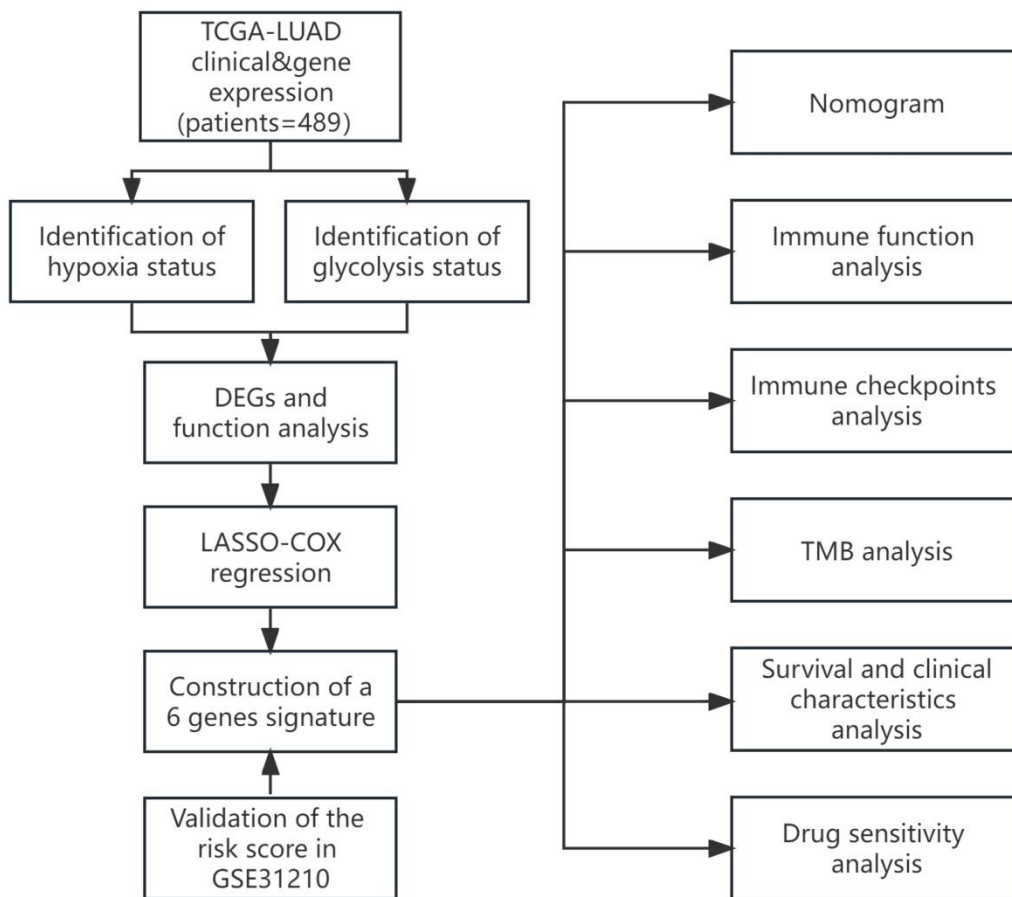 TCGA-LUAD
clinical&gene
expression
(patients=489)
Identification of
hypoxia status
Identification of
glycolysis status
DEGs and
function analysis
LASSO-COX
regression
Construction of a
6 genes signature
Validation of the
risk score in
GSE31210
Nomogram
Immune function
analysis
Immune checkpoints
analysis
TMB analysis
Survival and clinical
characteristics
analysis
Drug sensitivity
analysis